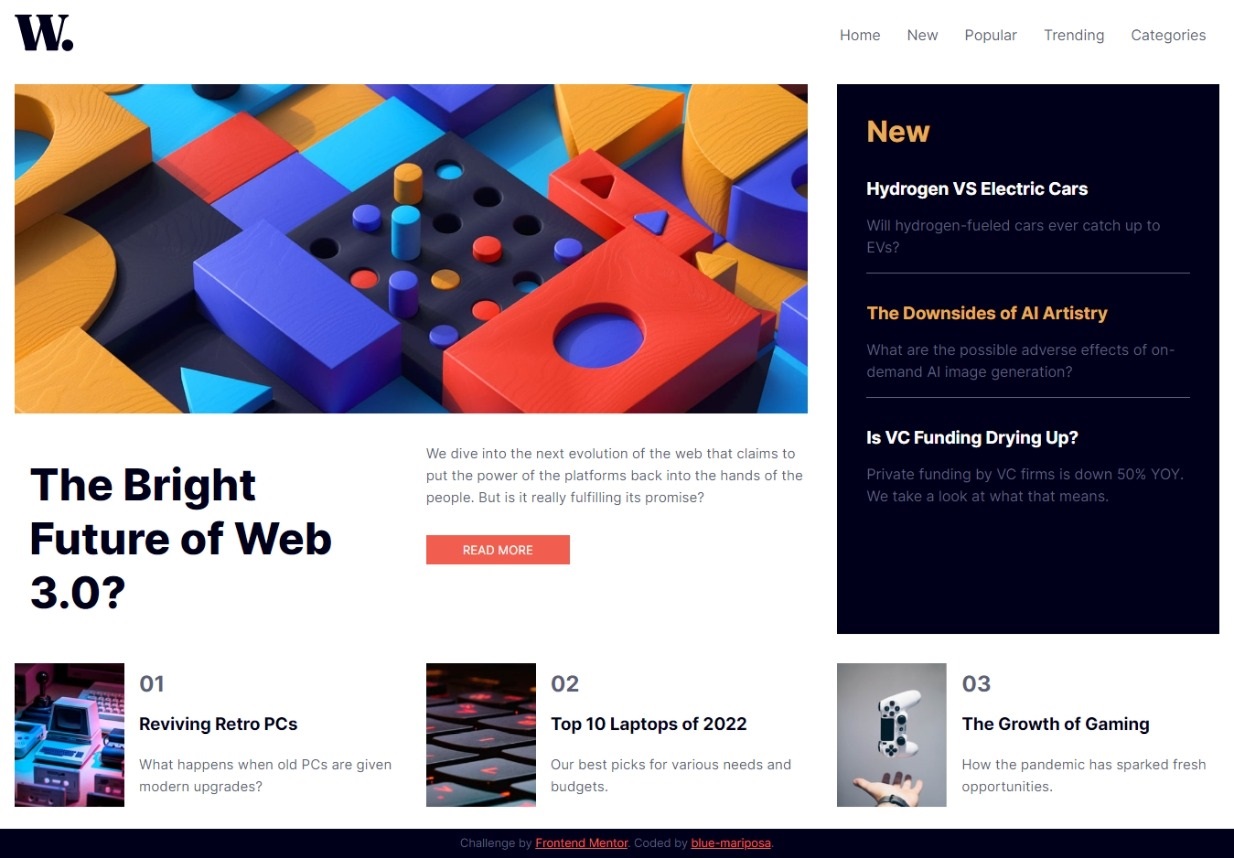 W.
Home New Popular Trending Categories
New
Hydrogen VS Electric Cars
Will hydrogen-fueled cars ever catch up to
EVs?
The Downsides of AI Artistry
What are the possible adverse effects of on-
demand AI image generation?
Is VC Funding Drying Up?
Private funding by VC firms is down 50% YOY.
We take a look at what that means.
The Bright
Future of Web
3.0?
We dive into the next evolution of the web that claims to
put the power of the platforms back into the hands of the
people. But is it really fulfilling its promise?
READ MORE
01
Reviving Retro PCs
What happens when old PCs are given
modern upgrades?
02
Top 10 Laptops of 2022
Our best picks for various needs and
budgets.
03
The Growth of Gaming
How the pandemic has sparked fresh
opportunities.
Challenge by Frontend Mentor. Coded by blue-mariposa.